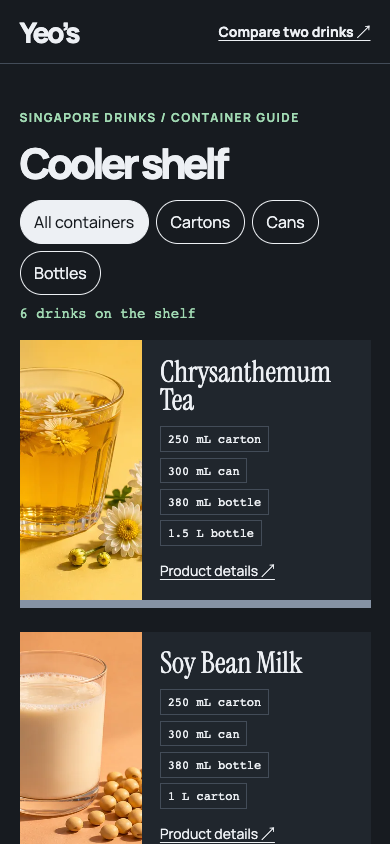 Yeo's
Compare two drinks ↗
SINGAPORE DRINKS / CONTAINER GUIDE
Cooler shelf
All containers
Cartons
Cans
Bottles
6 drinks on the shelf
Chrysanthemum
Tea
250 mL carton
300 mL can
380 mL bottle
1.5 L bottle
Product details ↗
Soy Bean Milk
250 mL carton
300 mL can
380 mL bottle
1 L carton
Product details ↗